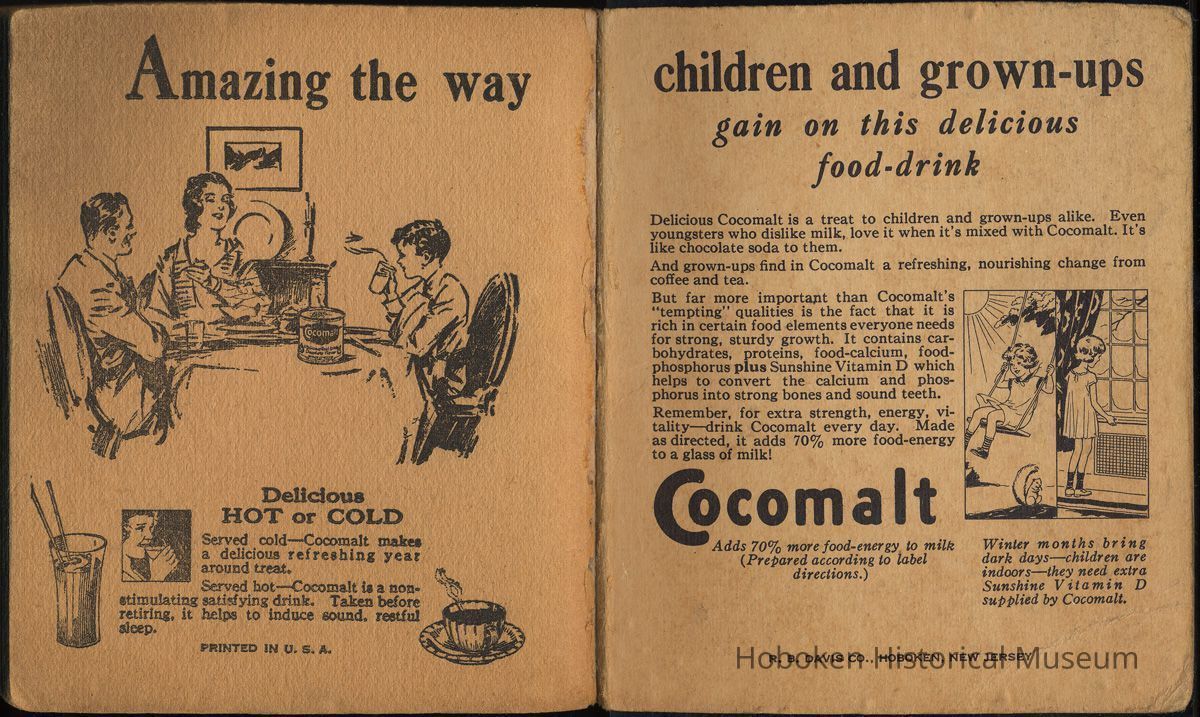 Amazing the way
Cocomalt
Delicious
HOT or COLD
Served cold—Cocomalt makes
a delicious refreshing year
around treat.
Served hot—Cocomalt is a non-
stimulating satisfying drink. Taken before
retiring, it helps to induce sound, restful
sleep.
PRINTED IN U. S. A.
children and grown-ups
gain on this delicious
food-drink
Delicious Cocomalt is a treat to children and grown-ups alike. Even
youngsters who dislike milk, love it when it's mixed with Cocomalt. It's
like chocolate soda to them.
And grown-ups find in Cocomalt a refreshing, nourishing change from
coffee and tea.
But far more important than Cocomalt's
"tempting" qualities is the fact that it is
rich in certain food elements everyone needs
for strong, sturdy growth. It contains car-
bohydrates, proteins, food-calcium, food-
phosphorus plus Sunshine Vitamin D which
helps to convert the calcium and phos-
phorus into strong bones and sound teeth.
Remember, for extra strength, energy, vi-
tality—drink Cocomalt every day. Made
as directed, it adds 70% more food-energy
to a glass of milk!
Cocomalt
Adds 70% more food-energy to milk
(Prepared according to label
directions.)
Winter months bring
dark days—children are
indoors—they need extra
Sunshine Vitamin D
supplied by Cocomalt.
R. B. DAVIS CO., HOBOKEN, NEW JERSEY
Hoboken Historical Museum